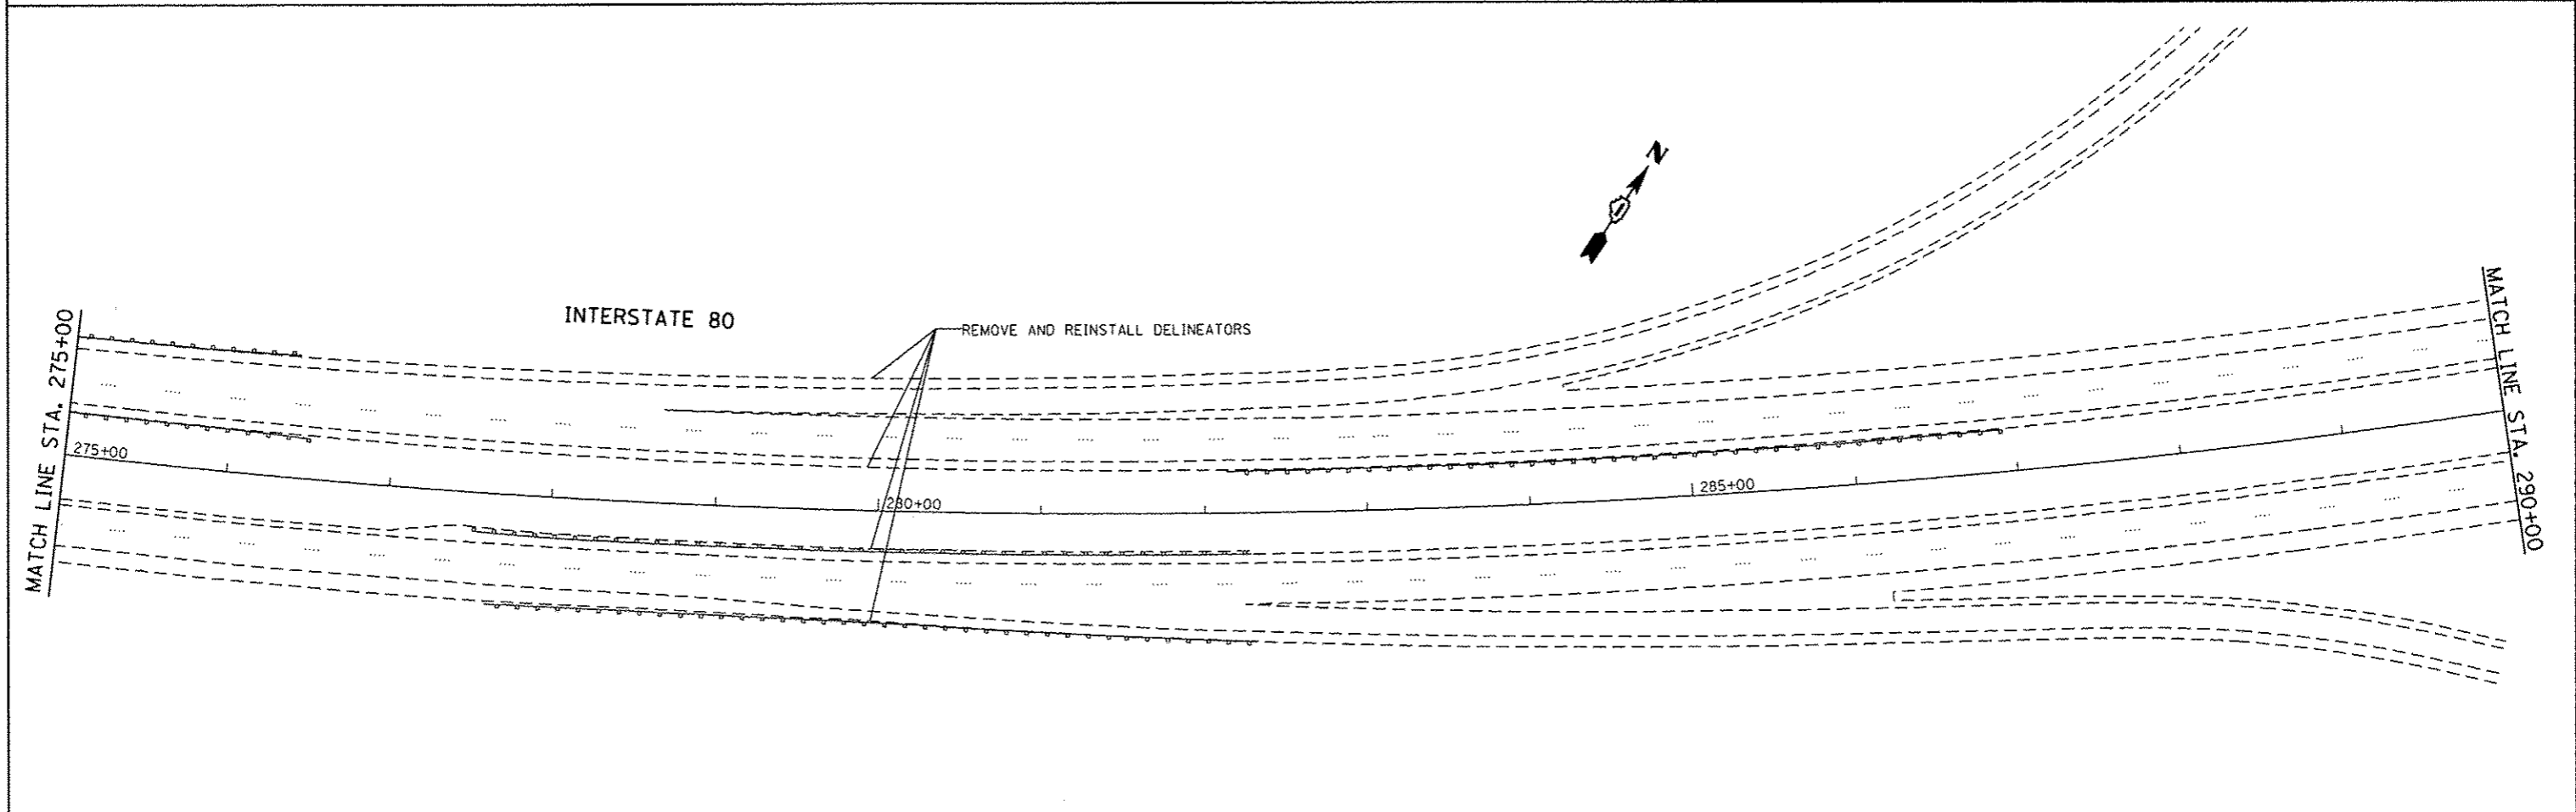 N
INTERSTATE 80
REMOVE AND REINSTALL DELINEATORS
MATCH LINE STA. 275+00
275+00
280+00
285+00
MATCH LINE STA. 290+00